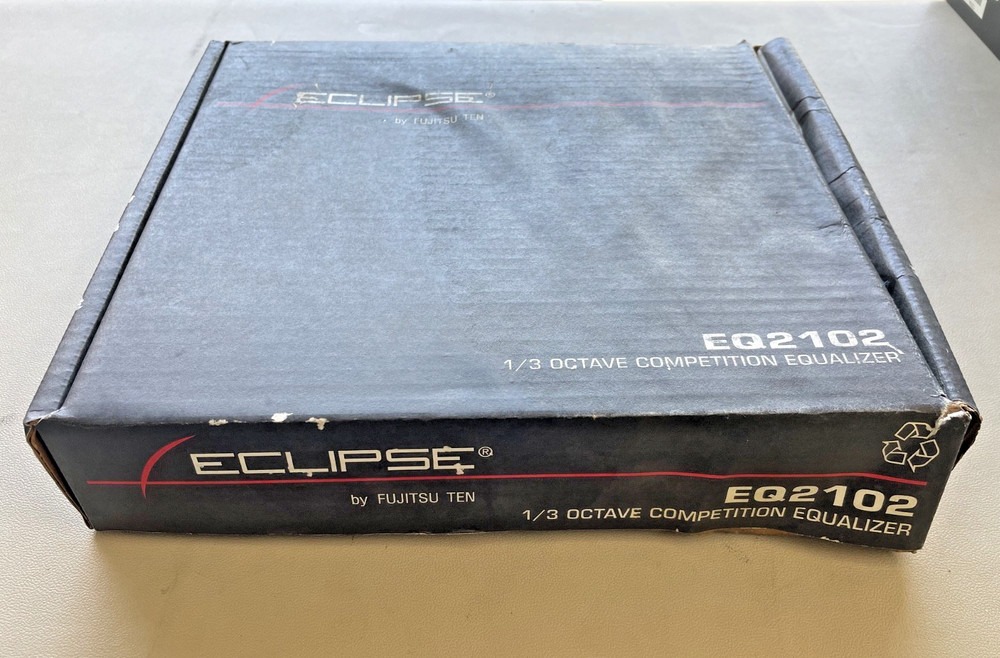 ECLIPSE®
by FUJITSU TEN
EQ2102
1/3 OCTAVE COMPETITION EQUALIZER
ECLIPSE®
by FUJITSU TEN
EQ2102
1/3 OCTAVE COMPETITION EQUALIZER